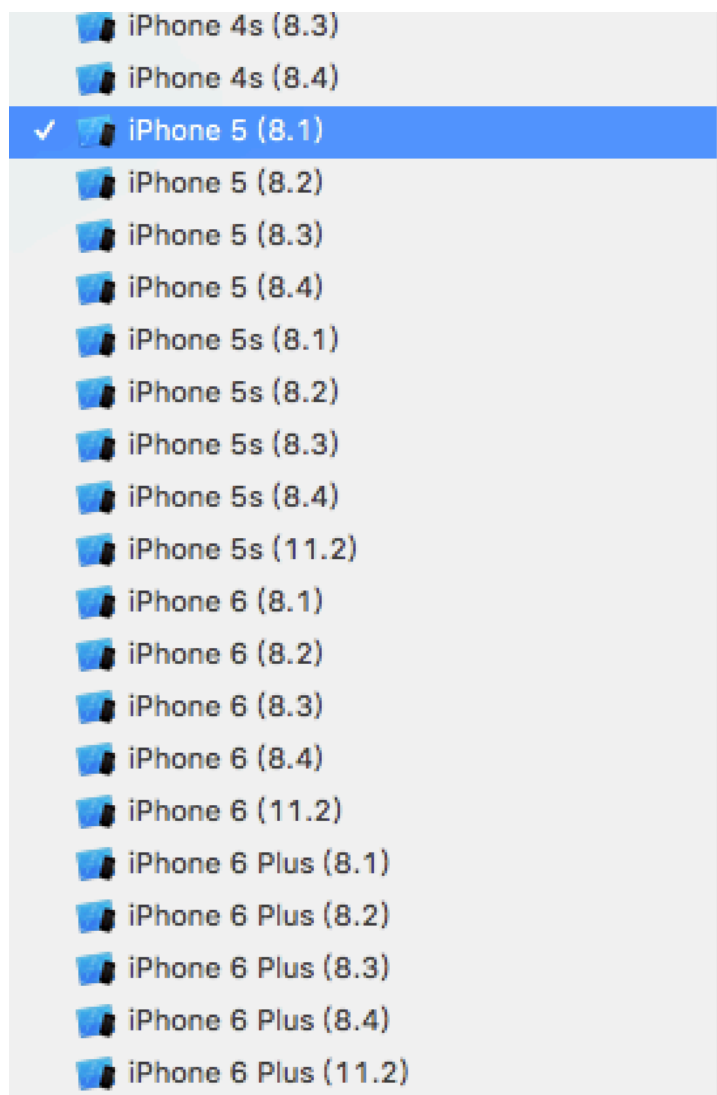 iPhone 4s (8.3)
iPhone 4s (8.4)
iPhone 5 (8.1)
iPhone 5 (8.2)
iPhone 5 (8.3)
iPhone 5 (8.4)
iPhone 5s (8.1)
iPhone 5s (8.2)
iPhone 5s (8.3)
iPhone 5s (8.4)
iPhone 5s (11.2)
iPhone 6 (8.1)
iPhone 6 (8.2)
iPhone 6 (8.3)
iPhone 6 (8.4)
iPhone 6 (11.2)
iPhone 6 Plus (8.1)
iPhone 6 Plus (8.2)
iPhone 6 Plus (8.3)
iPhone 6 Plus (8.4)
iPhone 6 Plus (11.2)